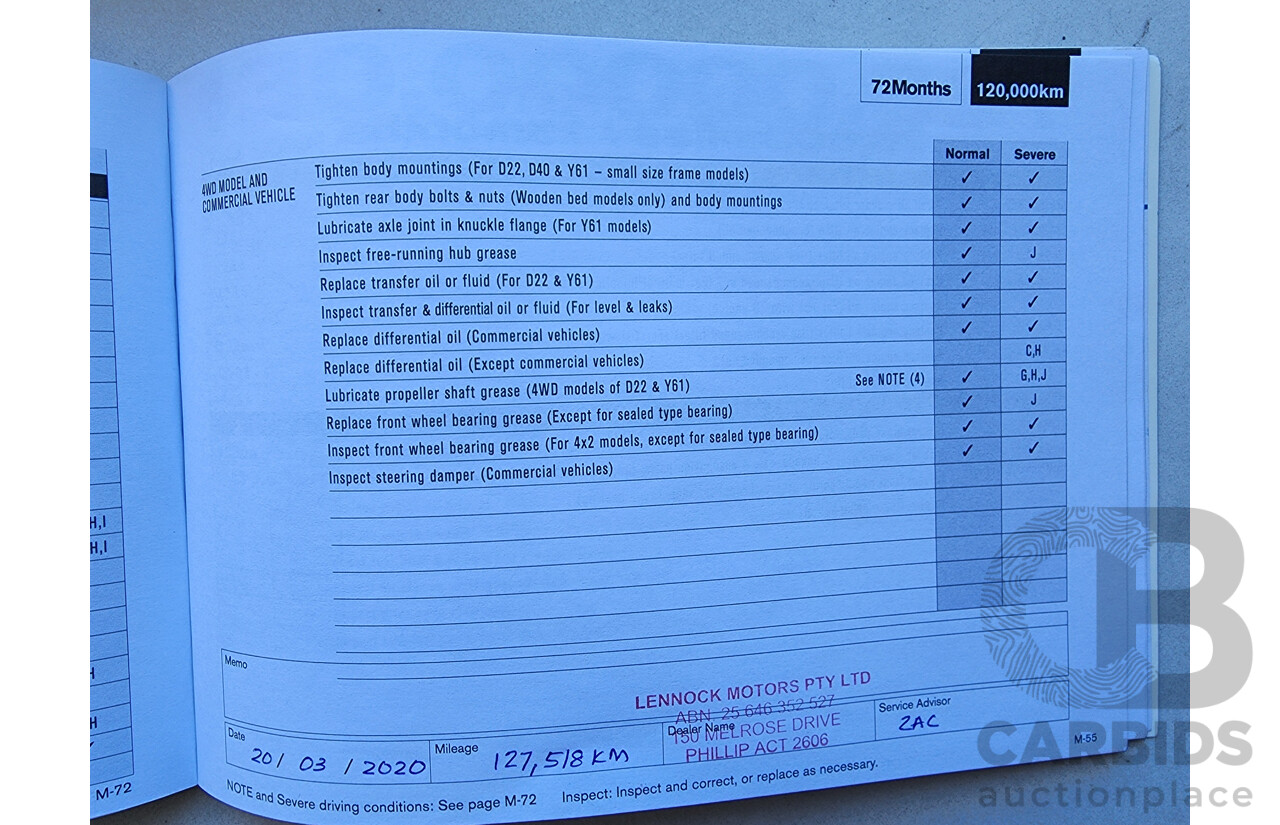 72Months 120,000km
Normal Severe
4WD MODEL AND
COMMERCIAL VEHICLE
Tighten body mountings (For D22, D40 & Y61 – small size frame models) ✓ ✓
Tighten rear body bolts & nuts (Wooden bed models only) and body mountings ✓ ✓
Lubricate axle joint in knuckle flange (For Y61 models) ✓ ✓
Inspect free-running hub grease ✓ J
Replace transfer oil or fluid (For D22 & Y61) ✓ ✓
Inspect transfer & differential oil or fluid (For level & leaks) ✓ ✓
Replace differential oil (Commercial vehicles) ✓ ✓
Replace differential oil (Except commercial vehicles) C,H
Lubricate propeller shaft grease (4WD models of D22 & Y61) See NOTE (4) ✓ G,H,J
Replace front wheel bearing grease (Except for sealed type bearing) ✓ J
Inspect front wheel bearing grease (For 4x2 models, except for sealed type bearing) ✓ ✓
Inspect steering damper (Commercial vehicles) ✓ ✓
H,I
H,I
H
H
M-72
Memo
LENNOCK MOTORS PTY LTD
ABN. 25 646 352 527
150 MELROSE DRIVE
PHILLIP ACT 2606
Date 20/ 03 / 2020
Mileage 127,518 KM
Dealer Name
Service Advisor
ZAC
NOTE and Severe driving conditions: See page M-72 Inspect: Inspect and correct, or replace as necessary.
M-55
CARBIDS
auctionplace